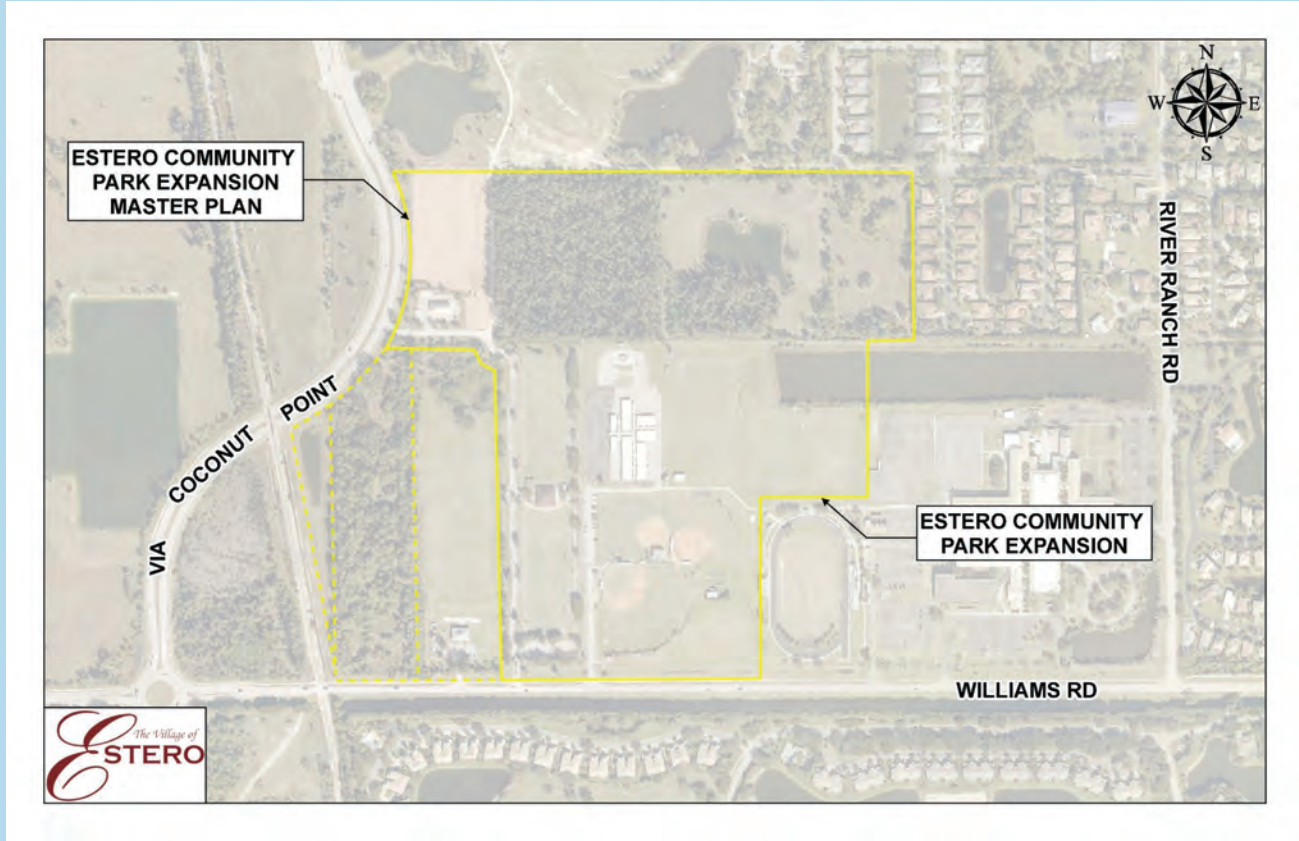 N
W E
S
ESTERO COMMUNITY
PARK EXPANSION
MASTER PLAN
RIVER RANCH RD
VIA COCONUT POINT
ESTERO COMMUNITY
PARK EXPANSION
WILLIAMS RD
The Village of
ESTERO